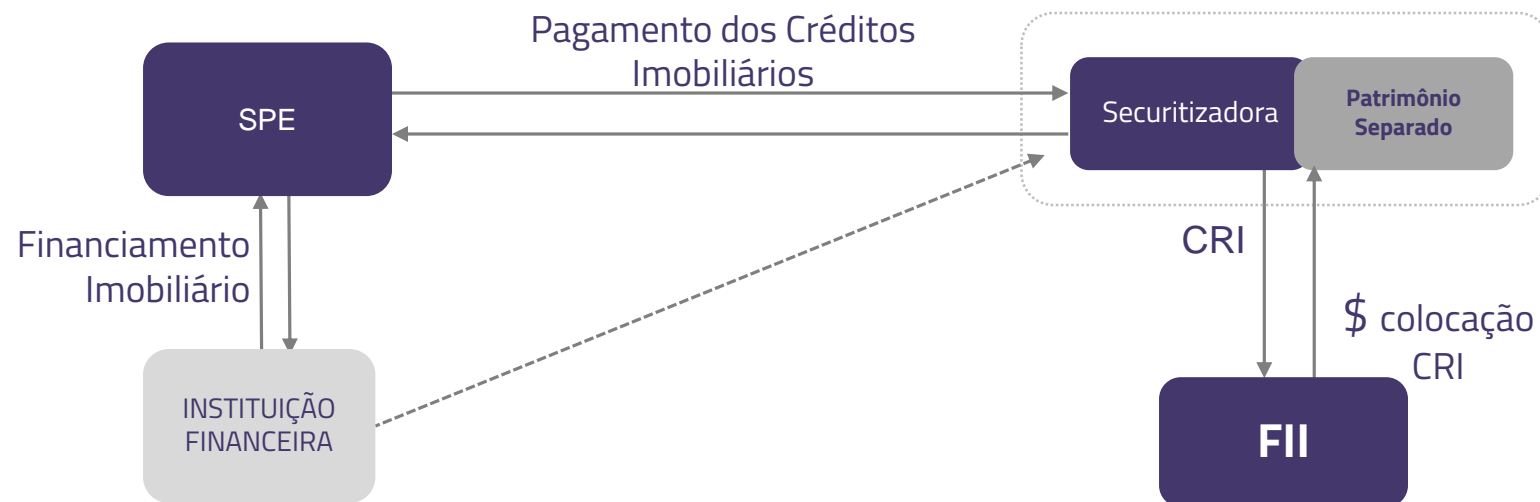 Pagamento dos Créditos
Imobiliários
SPE
Securitizadora
Patrimônio
Separado
Financiamento
Imobiliário
CRI
$ colocação
CRI
INSTITUIÇÃO
FINANCEIRA
FII